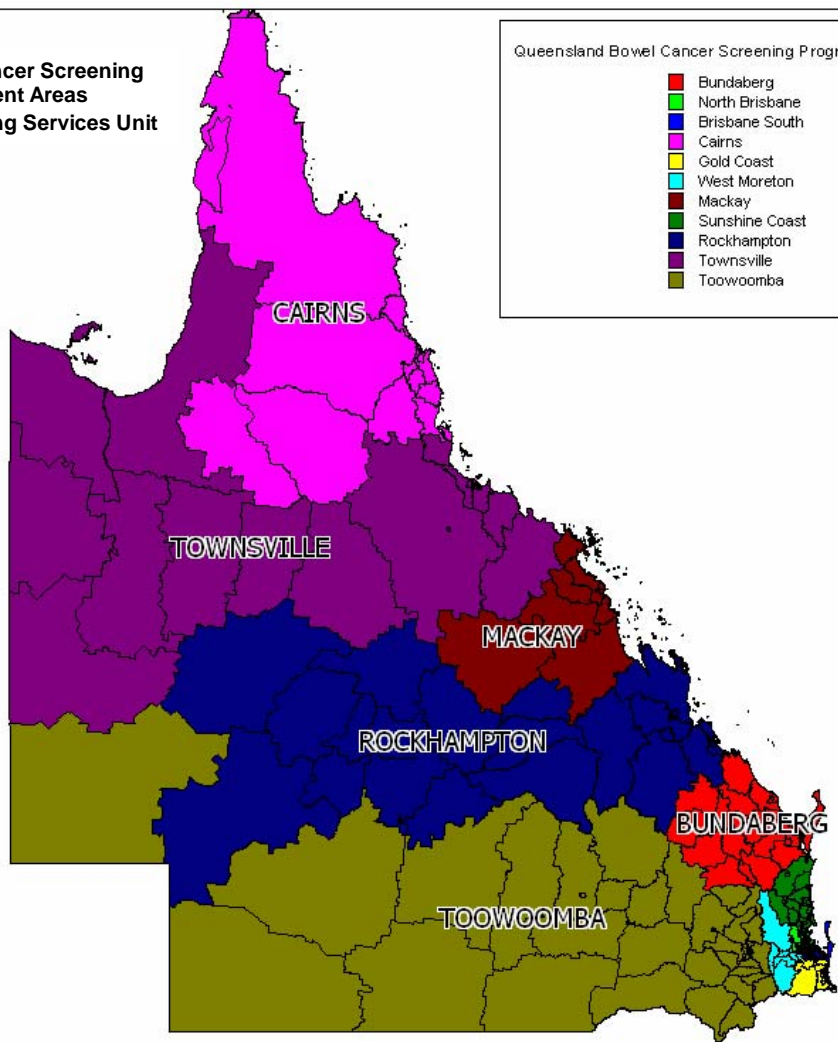 ncer Screening
ent Areas
ng Services Unit
Queensland Bowel Cancer Screening Progr
Bundaberg
North Brisbane
Brisbane South
Cairns
Gold Coast
West Moreton
Mackay
Sunshine Coast
Rockhampton
Townsville
Toowoomba
CAIRNS
TOWNSVILLE
MACKAY
ROCKHAMPTON
BUNDABERG
TOOWOOMBA